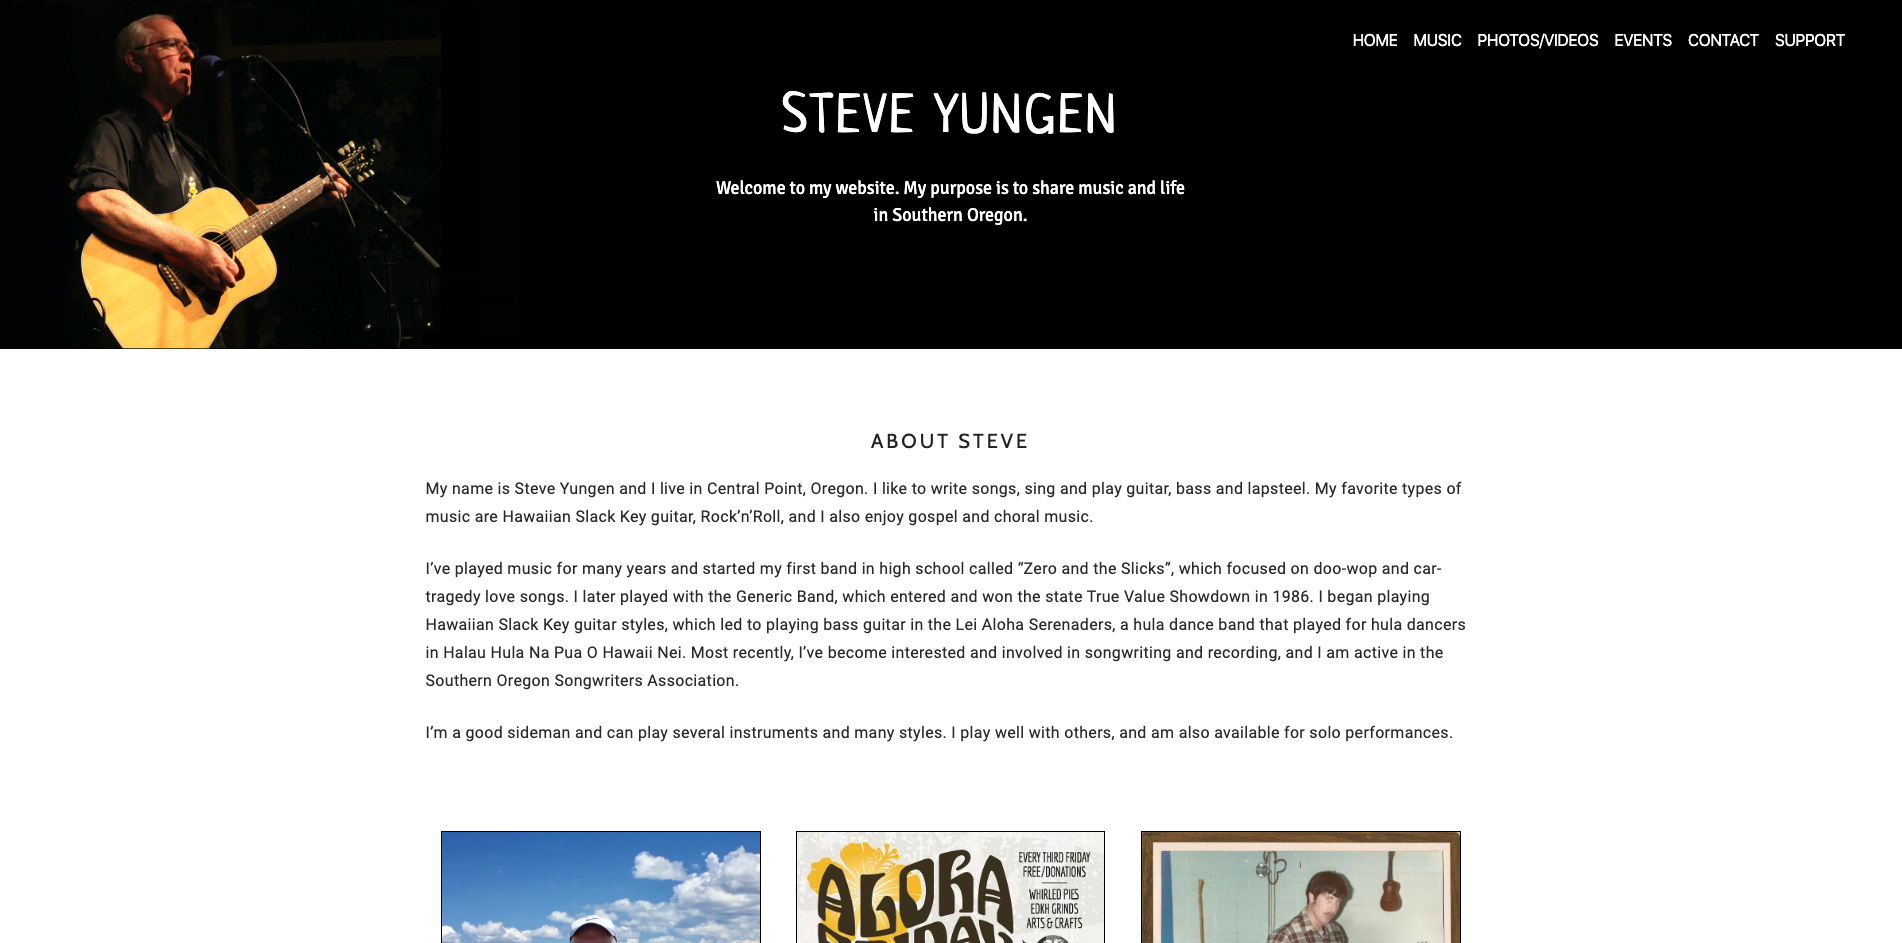 HOME MUSIC PHOTOS/VIDEOS EVENTS CONTACT SUPPORT
STEVE YUNGEN
Welcome to my website. My purpose is to share music and life
in Southern Oregon.
ABOUT STEVE
My name is Steve Yungen and I live in Central Point, Oregon. I like to write songs, sing and play guitar, bass and lapsteel. My favorite types of
music are Hawaiian Slack Key guitar, Rock’n’Roll, and I also enjoy gospel and choral music.
I’ve played music for many years and started my first band in high school called “Zero and the Slicks”, which focused on doo-wop and car-
tragedy love songs. I later played with the Generic Band, which entered and won the state True Value Showdown in 1986. I began playing
Hawaiian Slack Key guitar styles, which led to playing bass guitar in the Lei Aloha Serenaders, a hula dance band that played for hula dancers
in Halau Hula Na Pua O Hawaii Nei. Most recently, I’ve become interested and involved in songwriting and recording, and I am active in the
Southern Oregon Songwriters Association.
I’m a good sideman and can play several instruments and many styles. I play well with others, and am also available for solo performances.
ALOHA
EVERY THIRD FRIDAY
FREE/DONATIONS
WHIRLED PIES
EDKH GRINDS
ARTS & CRAFTS